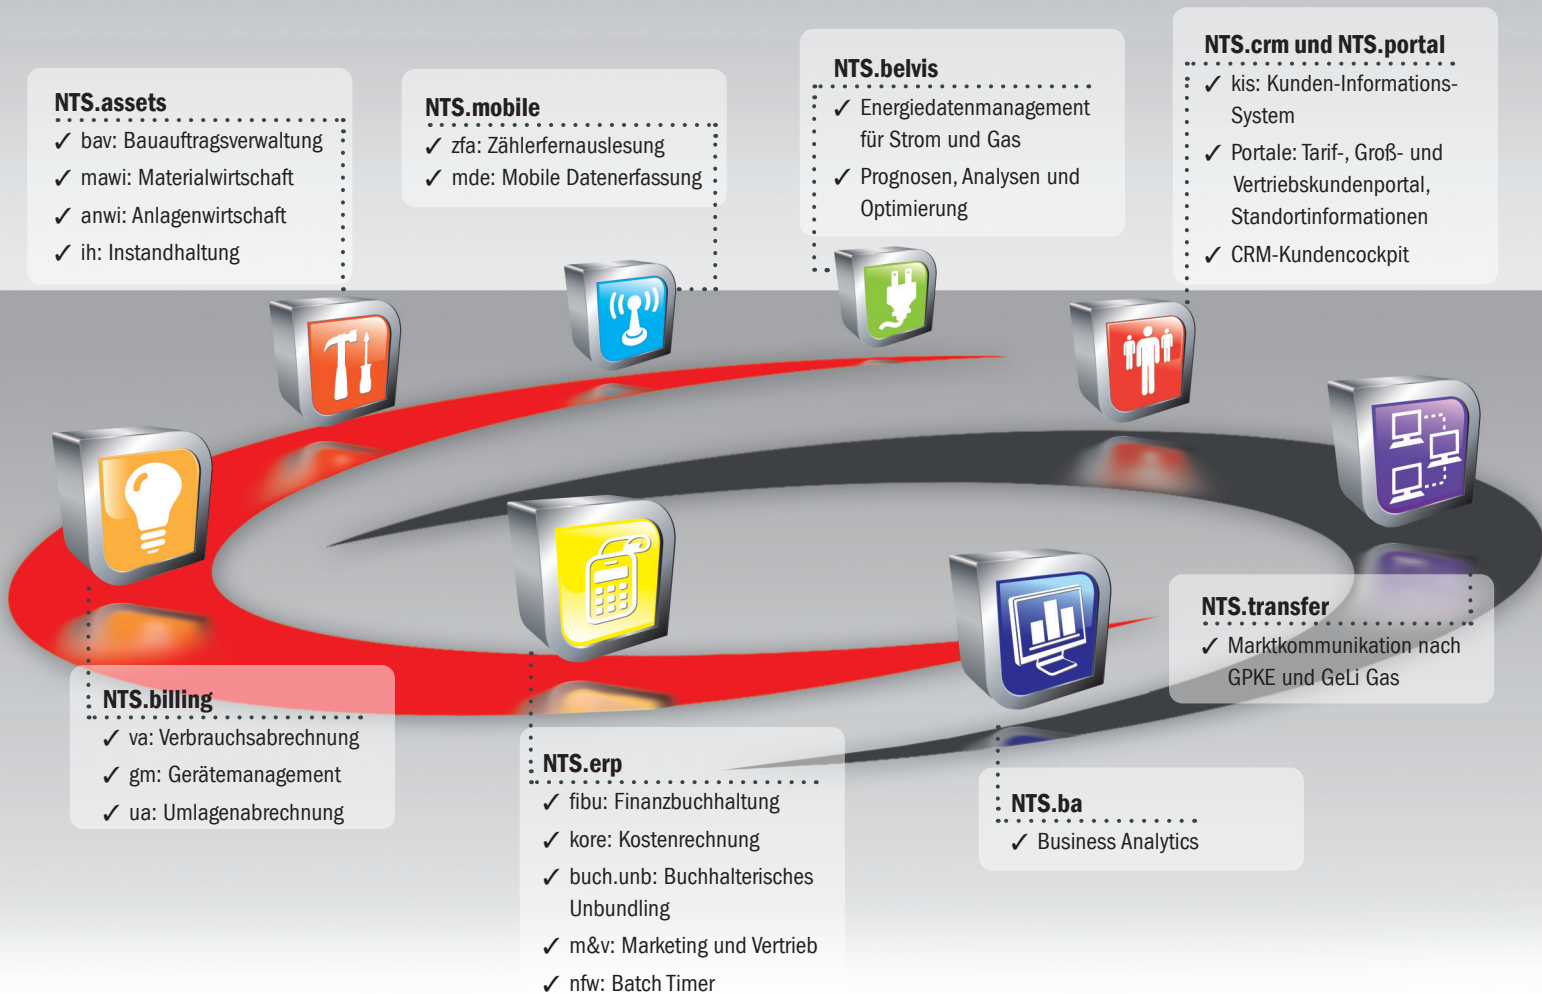 NTS.assets
✓ bav: Bauauftragsverwaltung
✓ mawi: Materialwirtschaft
✓ anwi: Anlagenwirtschaft
✓ ih: Instandhaltung
NTS.mobile
✓ zfa: Zählerfernauslesung
✓ mde: Mobile Datenerfassung
NTS.belvis
✓ Energiedatenmanagement
für Strom und Gas
✓ Prognosen, Analysen und
Optimierung
NTS.crm und NTS.portal
✓ kis: Kunden-Informations-
System
✓ Portale: Tarif-, Groß- und
Vertriebskundenportal,
Standortinformationen
✓ CRM-Kundencockpit
NTS.billing
✓ va: Verbrauchsabrechnung
✓ gm: Gerätemanagement
✓ ua: Umlagenabrechnung
NTS.erp
✓ fibu: Finanzbuchhaltung
✓ kore: Kostenrechnung
✓ buch.unb: Buchhalterisches
Unbundling
✓ m&v: Marketing und Vertrieb
✓ nfw: Batch Timer
NTS.ba
✓ Business Analytics
NTS.transfer
✓ Marktkommunikation nach
GPKE und GeLi Gas